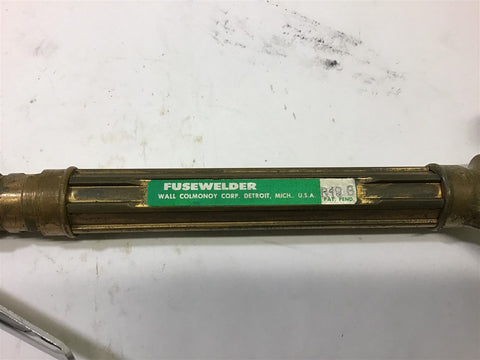 FUSEWELDER
WALL COLMONOY CORP. DETROIT, MICH., U.S.A.
PAT. PEND.